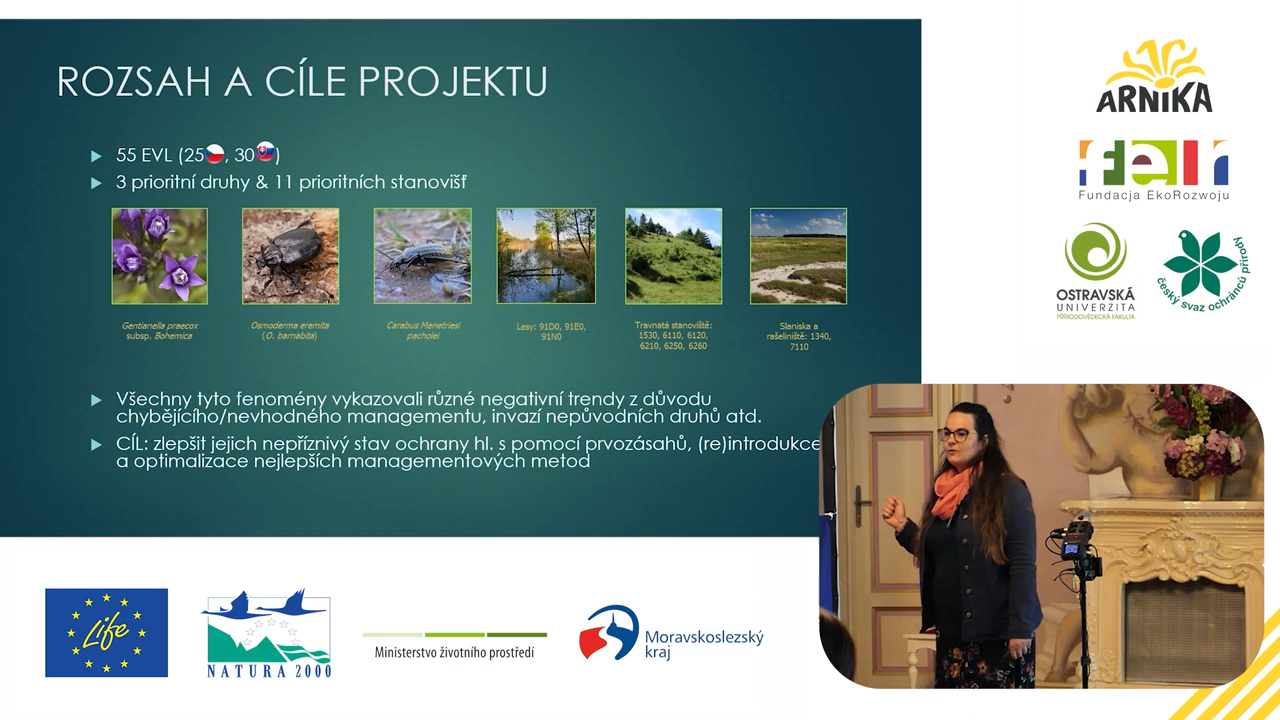 ROZSAH A CÍLE PROJEKTU
55 EVL (25, 30)
3 prioritní druhy & 11 prioritních stanovišť
Gentianella praecox
subsp. Bohemica
Osmoderma eremita
(O. barnabita)
Carabus Menetriesi
pacholei
Lesy: 91D0, 91E0,
91N0
Travnatá stanoviště:
1530, 6110, 6120,
6210, 6250, 6260
Slaniska a
rašeliniště: 1340,
7110
Všechny tyto fenomény vykazovali různé negativní trendy z důvodu
chybějícího/nevhodného managementu, invazí nepůvodních druhů atd.
CÍL: zlepšit jejich nepříznivý stav ochrany hl. s pomocí prvozásahů, (re)introdukce
a optimalizace nejlepších managementových metod
ARNIKA
feri
Fundacja EkoRozwoju
OSTRAVSKÁ
UNIVERZITA
PŘÍRODOVĚDECKÁ FAKULTA
český svaz ochránců přírody
Life
NATURA 2000
Ministerstvo životního prostředí
Moravskoslezský
kraj